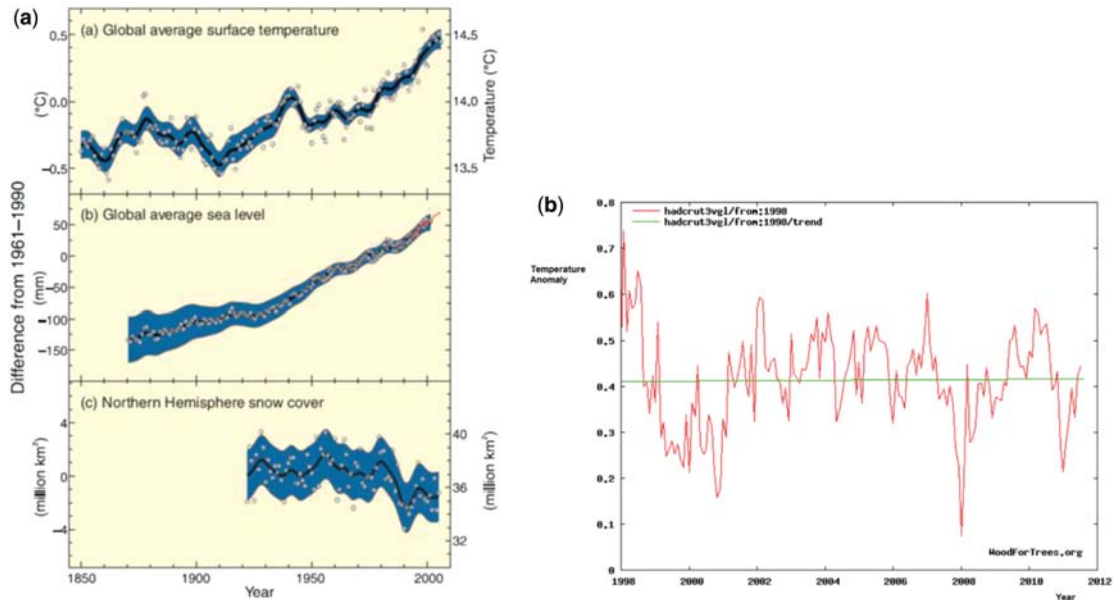 (a)
(a) Global average surface temperature
0.5
0.0
−0.5
(°C)
14.5
14.0
13.5
Temperature (°C)
Difference from 1961–1990
(b) Global average sea level
50
0
−50
−100
−150
(mm)
(c) Northern Hemisphere snow cover
4
0
−4
(million km²)
40
36
32
(million km²)
1850
1900
1950
2000
Year
(b)
hadcrut3vgl/from:1998
hadcrut3vgl/from:1998/trend
Temperature
Anomaly
0.8
0.7
0.6
0.5
0.4
0.3
0.2
0.1
0
WoodForTrees.org
1998
2000
2002
2004
2006
2008
2010
2012
Year